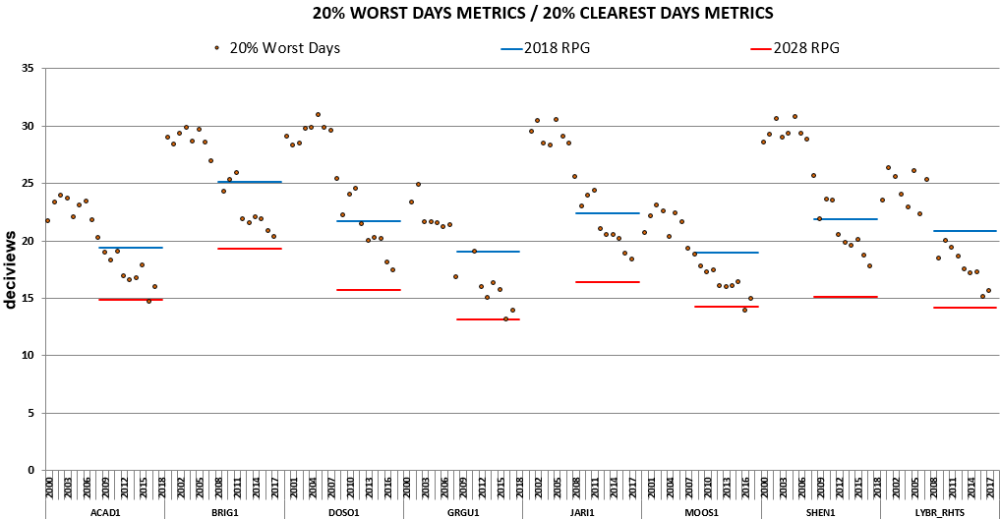 20% WORST DAYS METRICS / 20% CLEAREST DAYS METRICS
20% Worst Days 2018 RPG 2028 RPG
35
30
25
20
15
10
5
0
deciviews
2000 2003 2006 2009 2012 2015 2018 2002 2005 2008 2011 2014 2017 2001 2004 2007 2010 2013 2016 2000 2003 2006 2009 2012 2015 2018 2002 2005 2008 2011 2014 2017 2001 2004 2007 2010 2013 2016 2000 2003 2006 2009 2012 2015 2018 2002 2005 2008 2011 2014 2017
ACAD1 BRIG1 DOSO1 GRGU1 JARI1 MOOS1 SHEN1 LYBR_RHTS